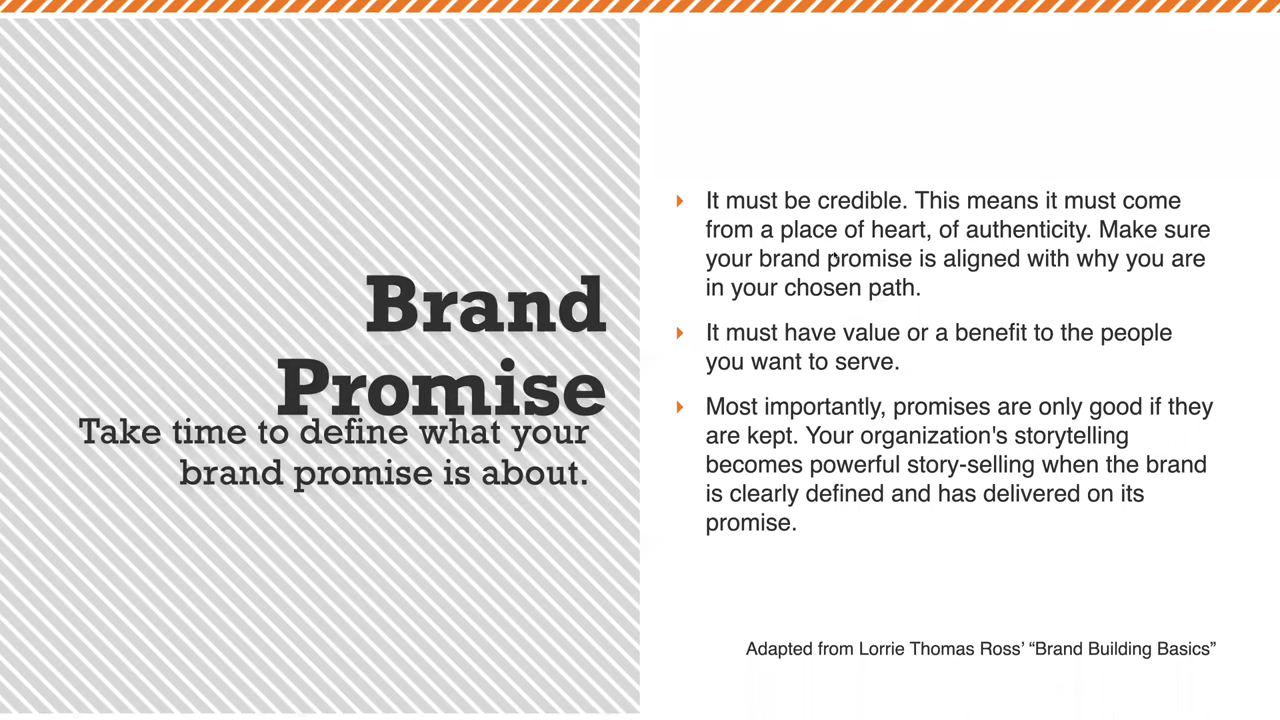 Brand
Promise
Take time to define what your
brand promise is about.
It must be credible. This means it must come
from a place of heart, of authenticity. Make sure
your brand promise is aligned with why you are
in your chosen path.
It must have value or a benefit to the people
you want to serve.
Most importantly, promises are only good if they
are kept. Your organization's storytelling
becomes powerful story-selling when the brand
is clearly defined and has delivered on its
promise.
Adapted from Lorrie Thomas Ross’ “Brand Building Basics”